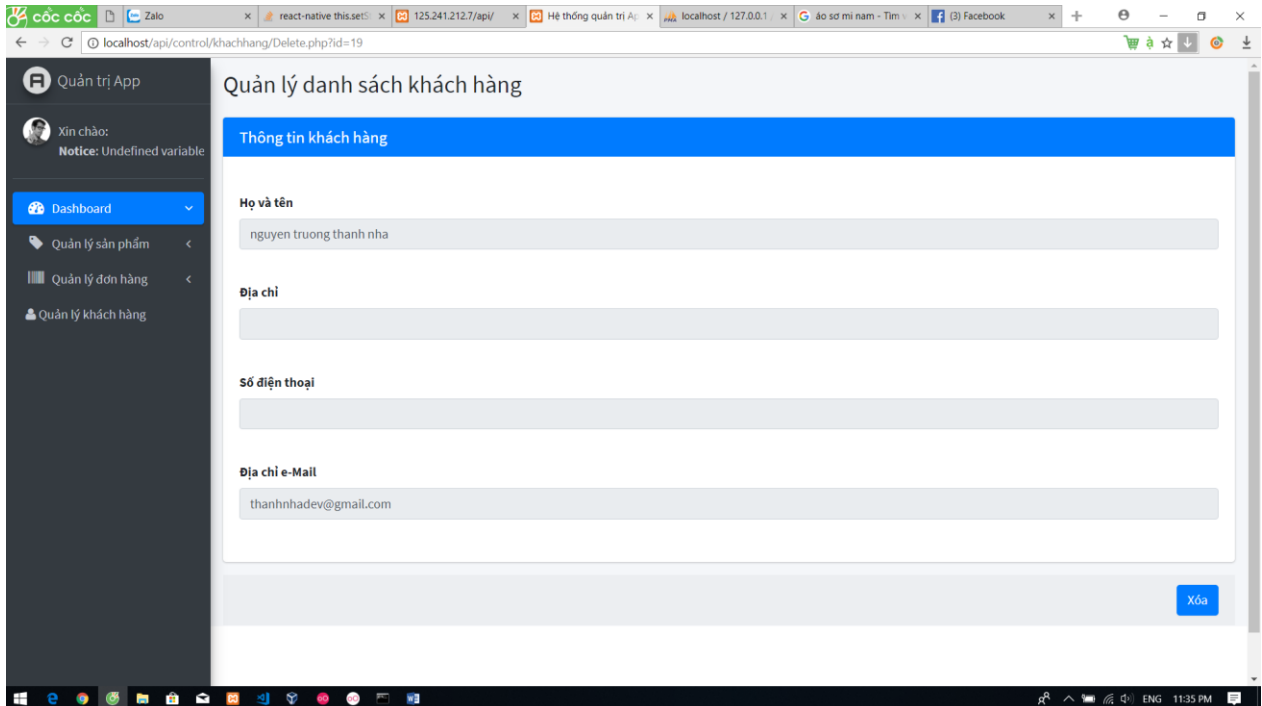 cốc cốc
Zalo
react-native this.setS
125.241.212.7/api/
Hệ thống quản trị Ap
localhost / 127.0.0.1 /
áo sơ mi nam - Tìm v
(3) Facebook
localhost/api/control/khachhang/Delete.php?id=19
Quản trị App
Quản lý danh sách khách hàng
Xin chào:
Notice: Undefined variable
Thông tin khách hàng
Dashboard
Quản lý sản phẩm
Quản lý đơn hàng
Quản lý khách hàng
Họ và tên
nguyen truong thanh nha
Địa chỉ
Số điện thoại
Địa chỉ e-Mail
thanhnhadev@gmail.com
Xóa
ENG 11:35 PM